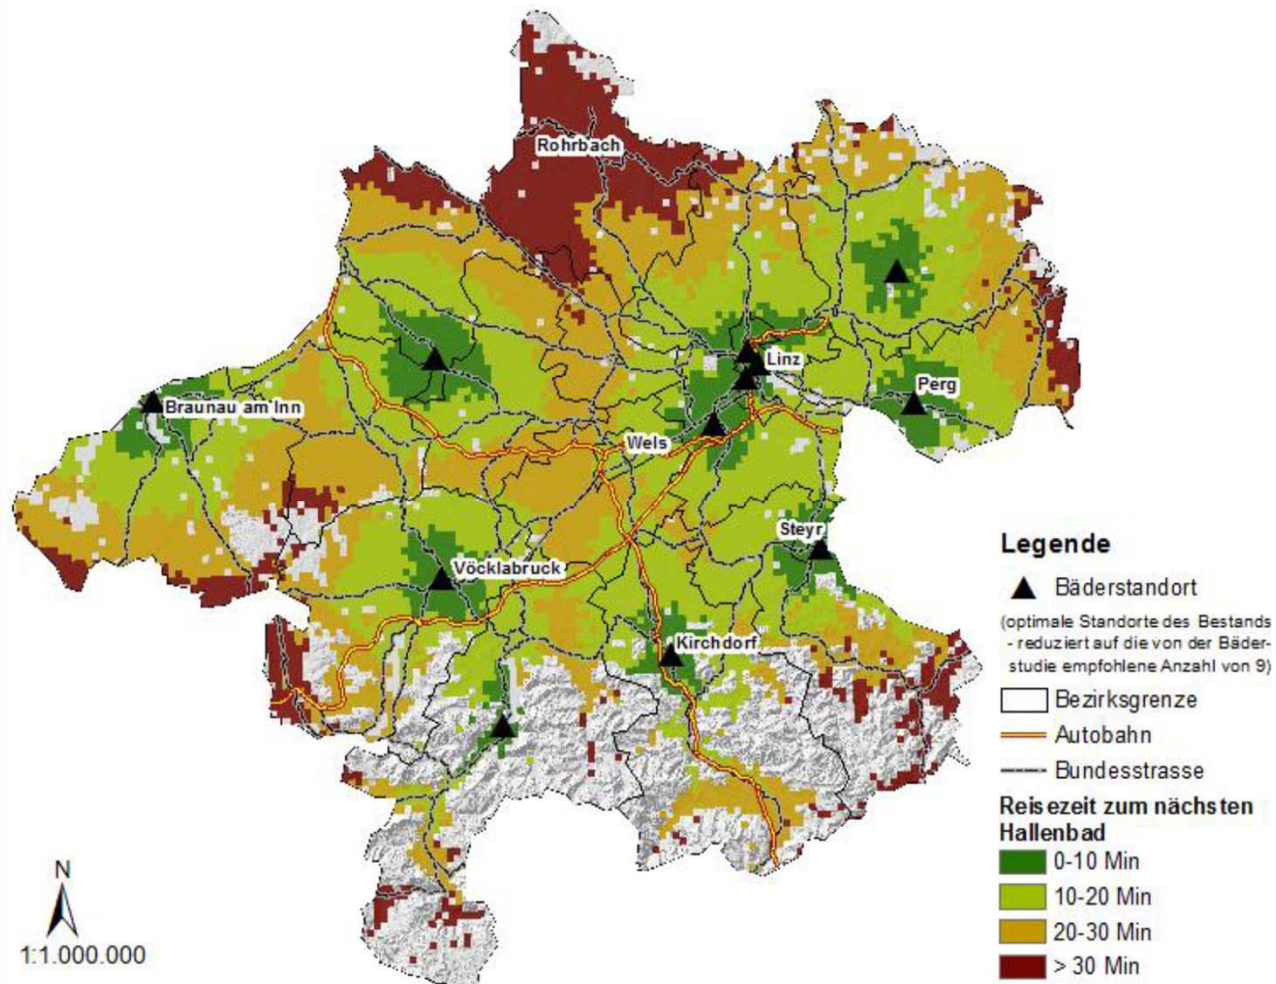 Rohrbach
Linz
Braunau am Inn
Perg
Wels
Steyr
Vöcklabruck
Kirchdorf
Legende
Bäderstandort
(optimale Standorte des Bestands
- reduziert auf die von der Bäder-
studie empfohlene Anzahl von 9)
Bezirksgrenze
Autobahn
Bundesstrasse
Reisezeit zum nächsten
Hallenbad
0-10 Min
10-20 Min
20-30 Min
> 30 Min
N
1:1.000.000